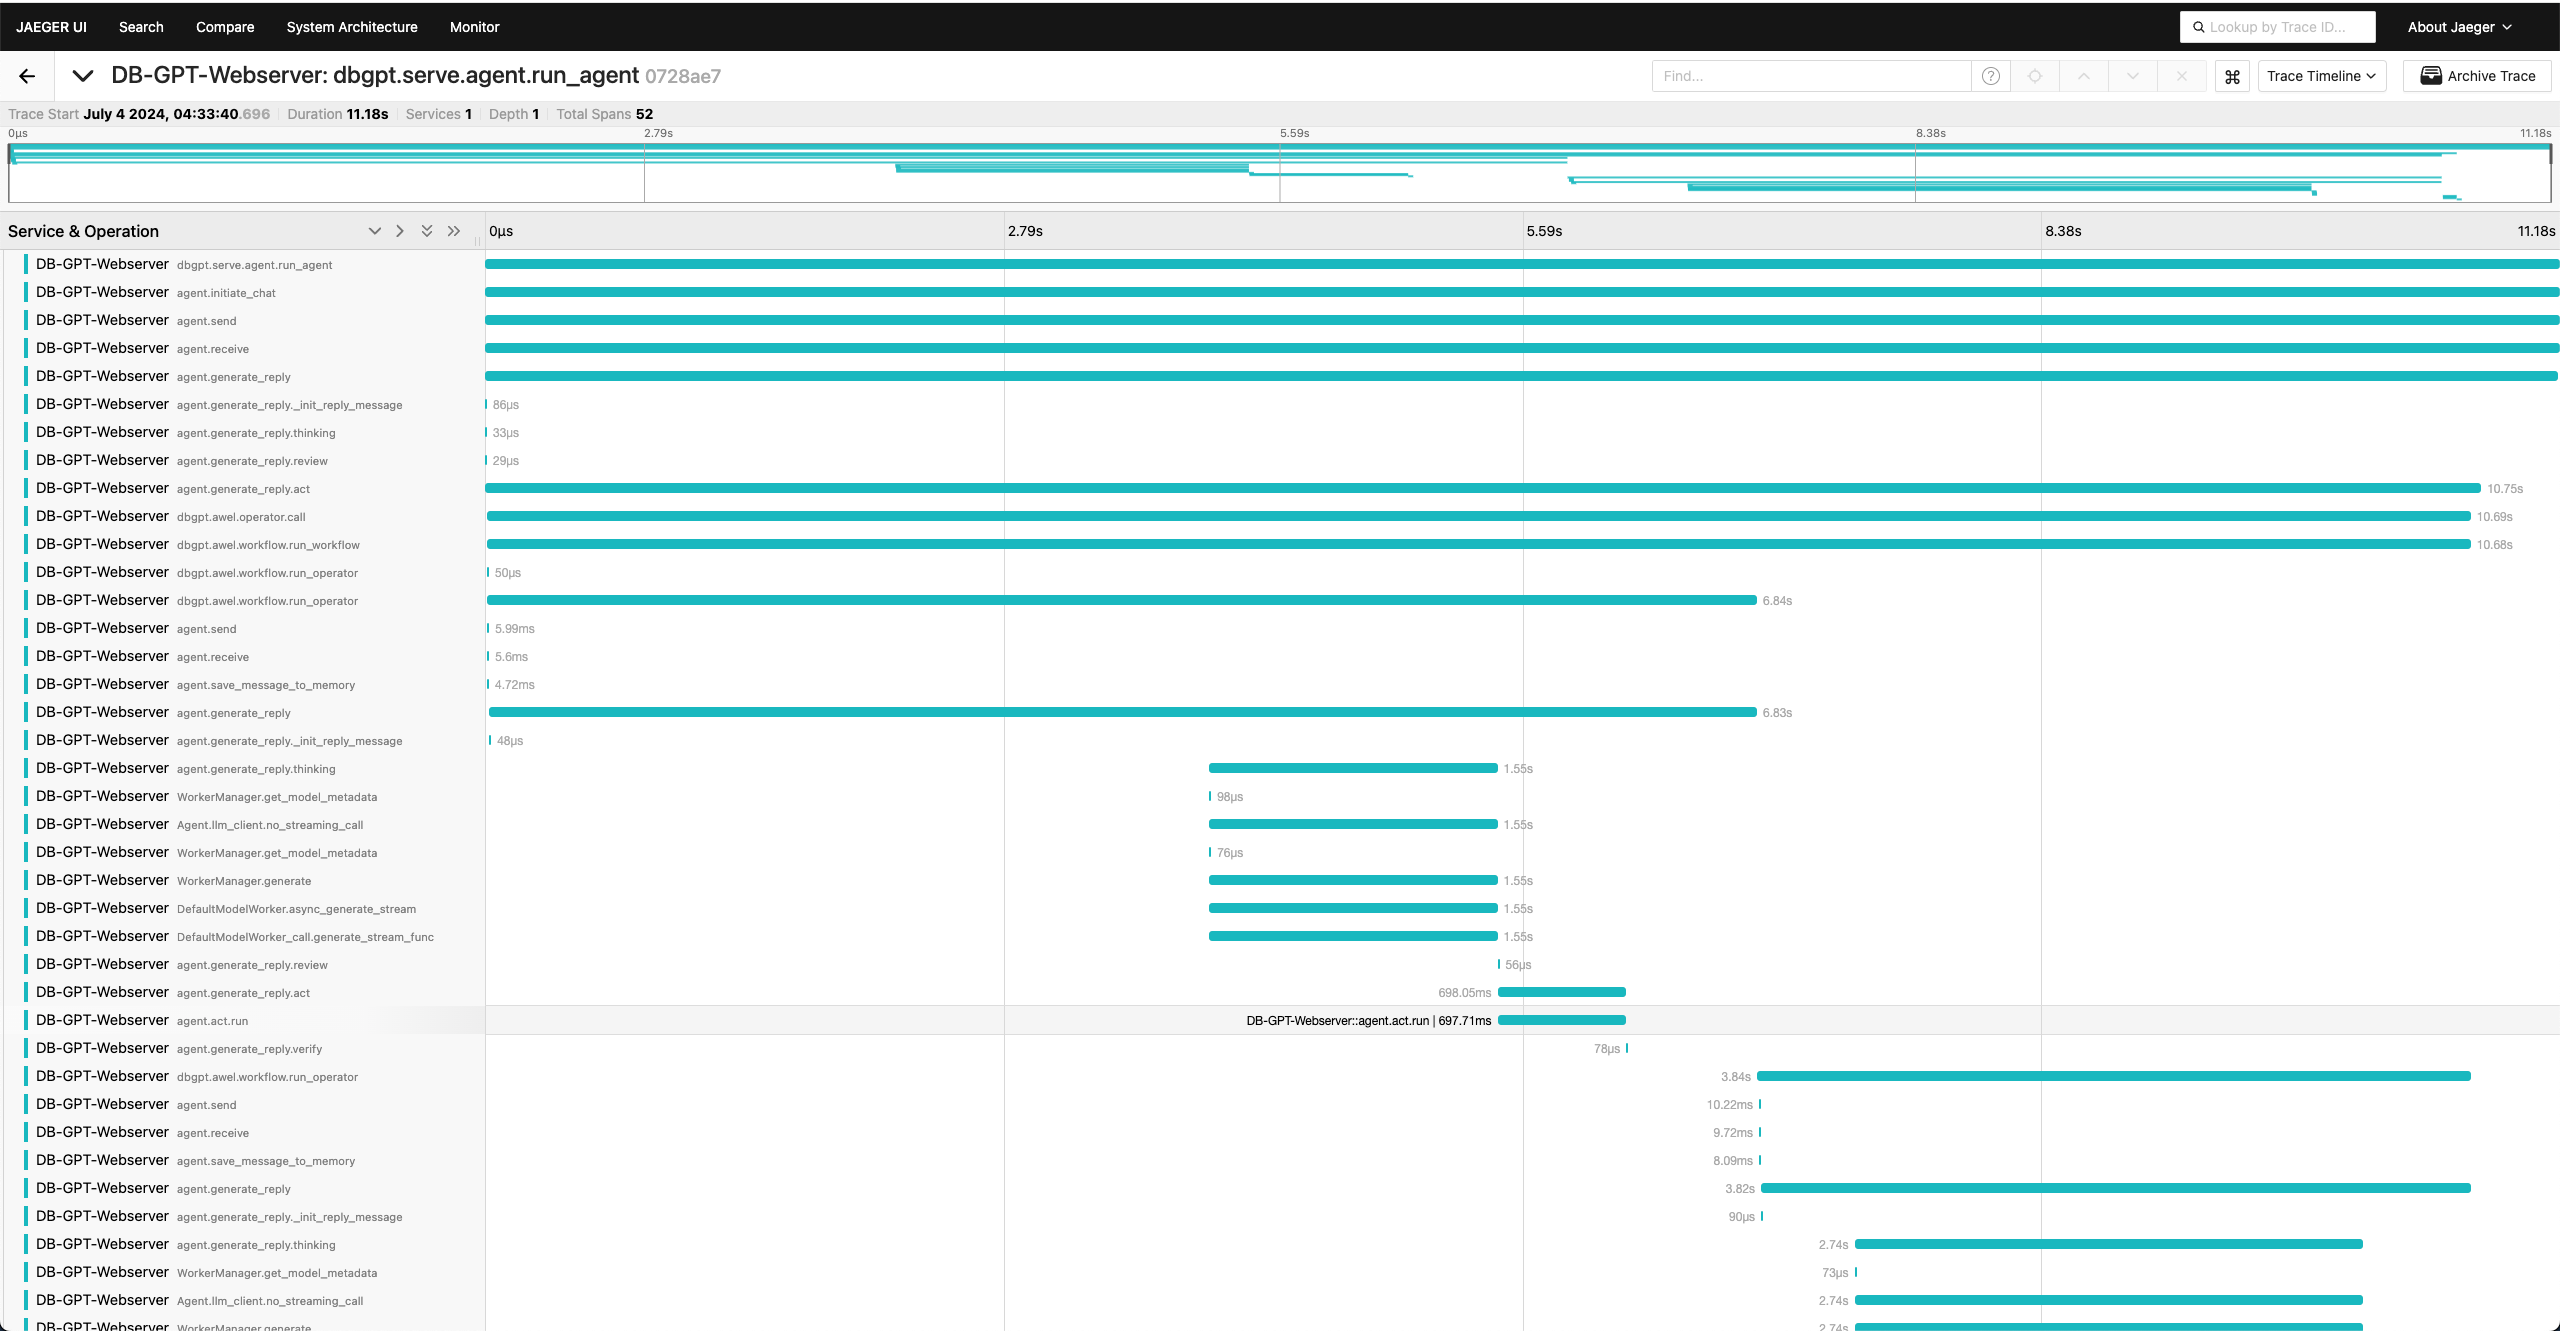 JAEGER UI Search Compare System Architecture Monitor Lookup by Trace ID... About Jaeger
DB-GPT-Webserver: dbgpt.serve.agent.run_agent 0728ae7 Find... Trace Timeline Archive Trace
Trace Start July 4 2024, 04:33:40.696 Duration 11.18s Services 1 Depth 1 Total Spans 52
0μs 2.79s 5.59s 8.38s 11.18s
Service & Operation 0μs 2.79s 5.59s 8.38s 11.18s
DB-GPT-Webserver dbgpt.serve.agent.run_agent
DB-GPT-Webserver agent.initiate_chat
DB-GPT-Webserver agent.send
DB-GPT-Webserver agent.receive
DB-GPT-Webserver agent.generate_reply
DB-GPT-Webserver agent.generate_reply._init_reply_message 86μs
DB-GPT-Webserver agent.generate_reply.thinking 33μs
DB-GPT-Webserver agent.generate_reply.review 29μs
DB-GPT-Webserver agent.generate_reply.act 10.75s
DB-GPT-Webserver dbgpt.awel.operator.call 10.69s
DB-GPT-Webserver dbgpt.awel.workflow.run_workflow 10.68s
DB-GPT-Webserver dbgpt.awel.workflow.run_operator 50μs
DB-GPT-Webserver dbgpt.awel.workflow.run_operator 6.84s
DB-GPT-Webserver agent.send 5.99ms
DB-GPT-Webserver agent.receive 5.6ms
DB-GPT-Webserver agent.save_message_to_memory 4.72ms
DB-GPT-Webserver agent.generate_reply 6.83s
DB-GPT-Webserver agent.generate_reply._init_reply_message 48μs
DB-GPT-Webserver agent.generate_reply.thinking 1.55s
DB-GPT-Webserver WorkerManager.get_model_metadata 98μs
DB-GPT-Webserver Agent.llm_client.no_streaming_call 1.55s
DB-GPT-Webserver WorkerManager.get_model_metadata 76μs
DB-GPT-Webserver WorkerManager.generate 1.55s
DB-GPT-Webserver DefaultModelWorker.async_generate_stream 1.55s
DB-GPT-Webserver DefaultModelWorker_call.generate_stream_func 1.55s
DB-GPT-Webserver agent.generate_reply.review 56μs
DB-GPT-Webserver agent.generate_reply.act 698.05ms
DB-GPT-Webserver agent.act.run DB-GPT-Webserver::agent.act.run | 697.71ms
DB-GPT-Webserver agent.generate_reply.verify 78μs
DB-GPT-Webserver dbgpt.awel.workflow.run_operator 3.84s
DB-GPT-Webserver agent.send 10.22ms
DB-GPT-Webserver agent.receive 9.72ms
DB-GPT-Webserver agent.save_message_to_memory 8.09ms
DB-GPT-Webserver agent.generate_reply 3.82s
DB-GPT-Webserver agent.generate_reply._init_reply_message 90μs
DB-GPT-Webserver agent.generate_reply.thinking 2.74s
DB-GPT-Webserver WorkerManager.get_model_metadata 73μs
DB-GPT-Webserver Agent.llm_client.no_streaming_call 2.74s
DB-GPT-Webserver WorkerManager.generate 2.74s